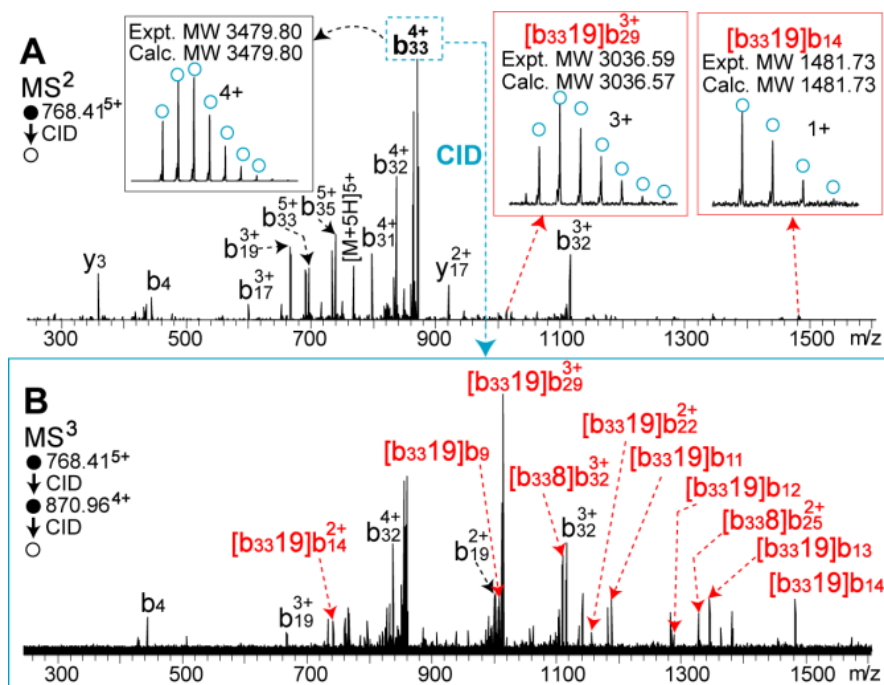 A
MS2
● 768.41 5+
CID
○
Expt. MW 3479.80
Calc. MW 3479.80
4+
b33 4+
CID
[b3319]b29 3+
Expt. MW 3036.59
Calc. MW 3036.57
3+
[b3319]b14
Expt. MW 1481.73
Calc. MW 1481.73
1+
y3
b4
b17 3+
b19 3+
b33 5+
b35 5+
[M+5H]5+
b31 4+
b32 4+
y17 2+
b32 3+
300 500 700 900 1100 1300 1500 m/z
B
MS3
● 768.41 5+
CID
● 870.96 4+
CID
○
b4
b19 3+
[b3319]b14 2+
b32 4+
[b3319]b9
b19 2+
[b3319]b29 3+
[b338]b32 3+
b32 3+
[b3319]b22 2+
[b3319]b11
[b3319]b12
[b338]b25 2+
[b3319]b13
[b3319]b14
300 500 700 900 1100 1300 1500 m/z